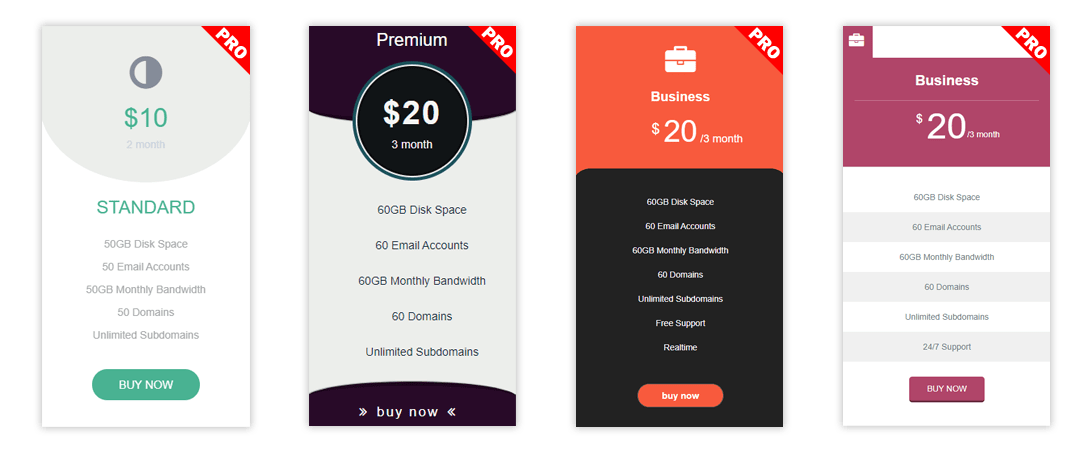 PRO
$10
2 month
STANDARD
50GB Disk Space
50 Email Accounts
50GB Monthly Bandwidth
50 Domains
Unlimited Subdomains
BUY NOW
PRO
Premium
$20
3 month
60GB Disk Space
60 Email Accounts
60GB Monthly Bandwidth
60 Domains
Unlimited Subdomains
» buy now «
PRO
Business
$ 20 /3 month
60GB Disk Space
60 Email Accounts
60GB Monthly Bandwidth
60 Domains
Unlimited Subdomains
Free Support
Realtime
buy now
PRO
Business
$ 20 /3 month
60GB Disk Space
60 Email Accounts
60GB Monthly Bandwidth
60 Domains
Unlimited Subdomains
24/7 Support
BUY NOW